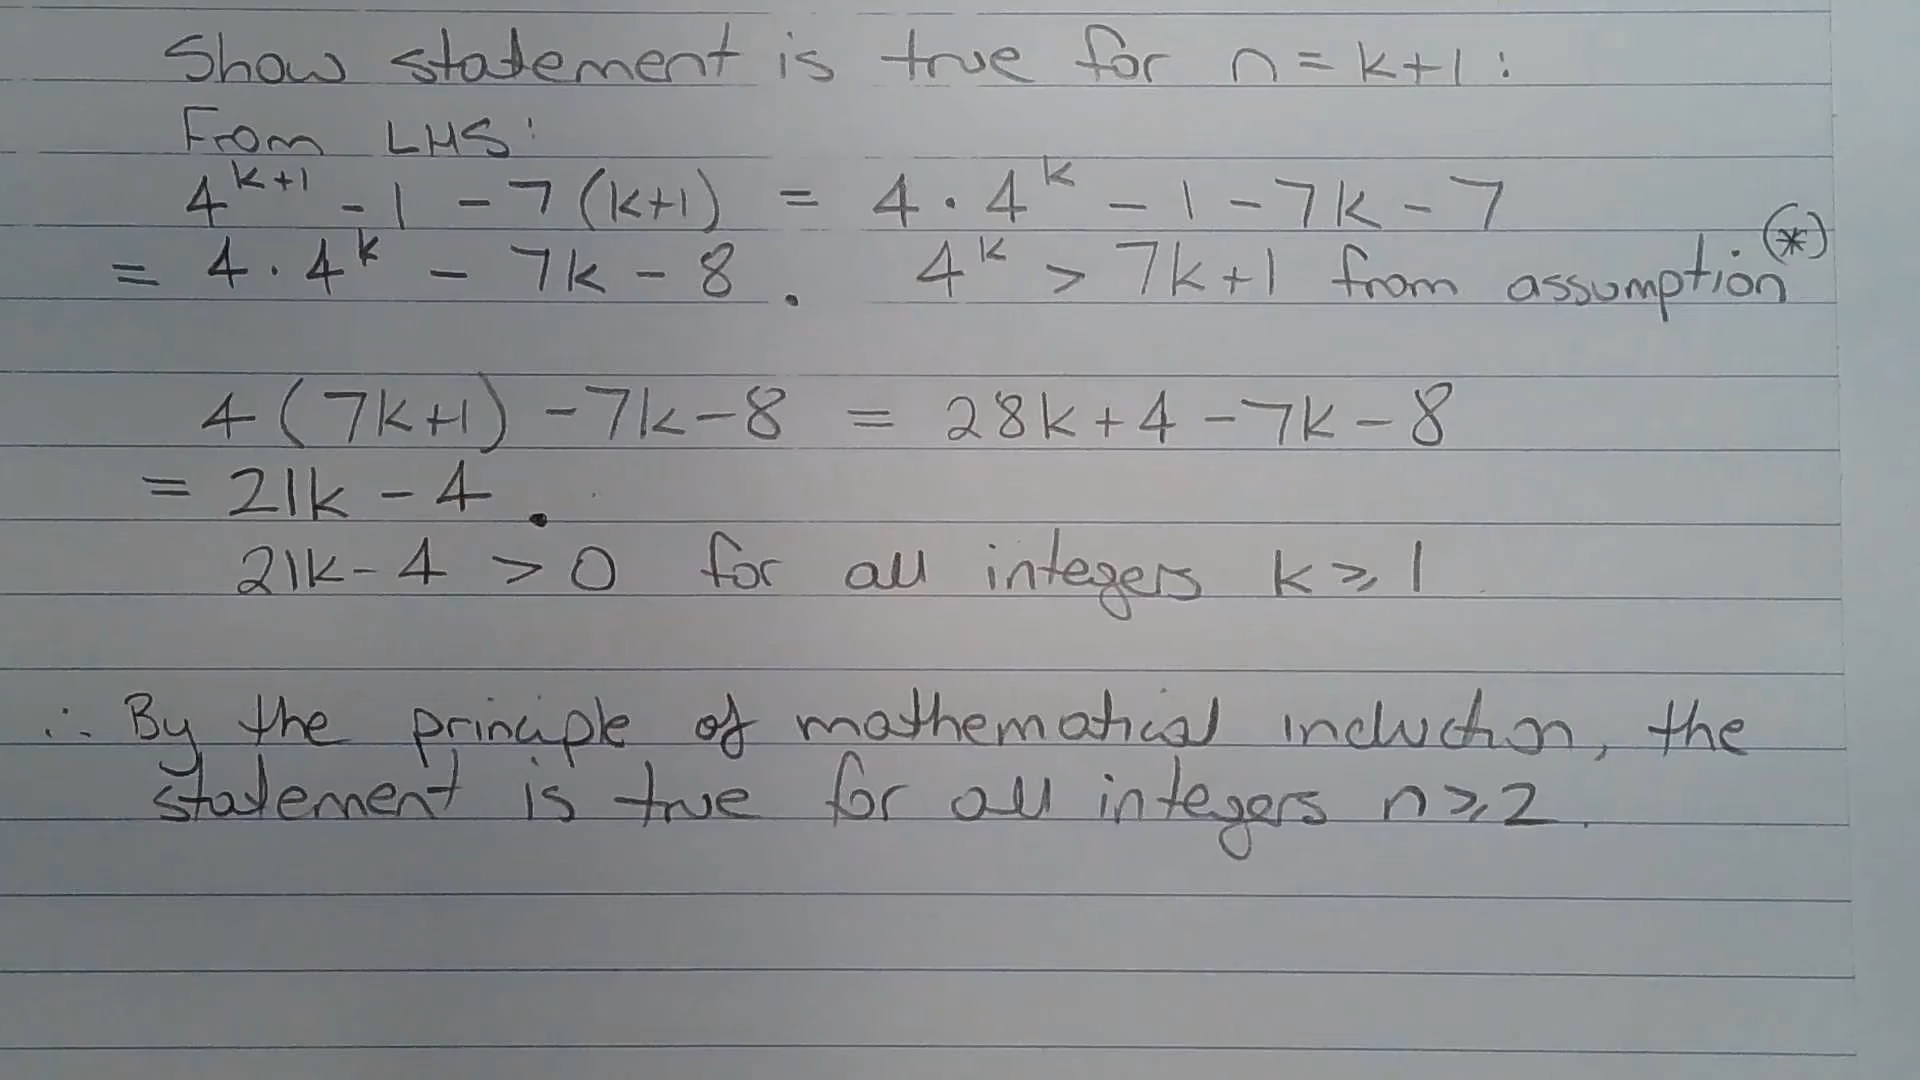 Show statement is true for n = k+1 :
From LHS:
4^{k+1} - 1 - 7(k+1) = 4 · 4^k - 1 - 7k - 7
= 4 · 4^k - 7k - 8 . 4^k > 7k+1 from assumption (*)
4(7k+1) - 7k - 8 = 28k + 4 - 7k - 8
= 21k - 4 .
21k - 4 > 0 for all integers k ⩾ 1
∴ By the principle of mathematical induction, the
statement is true for all integers n ⩾ 2.